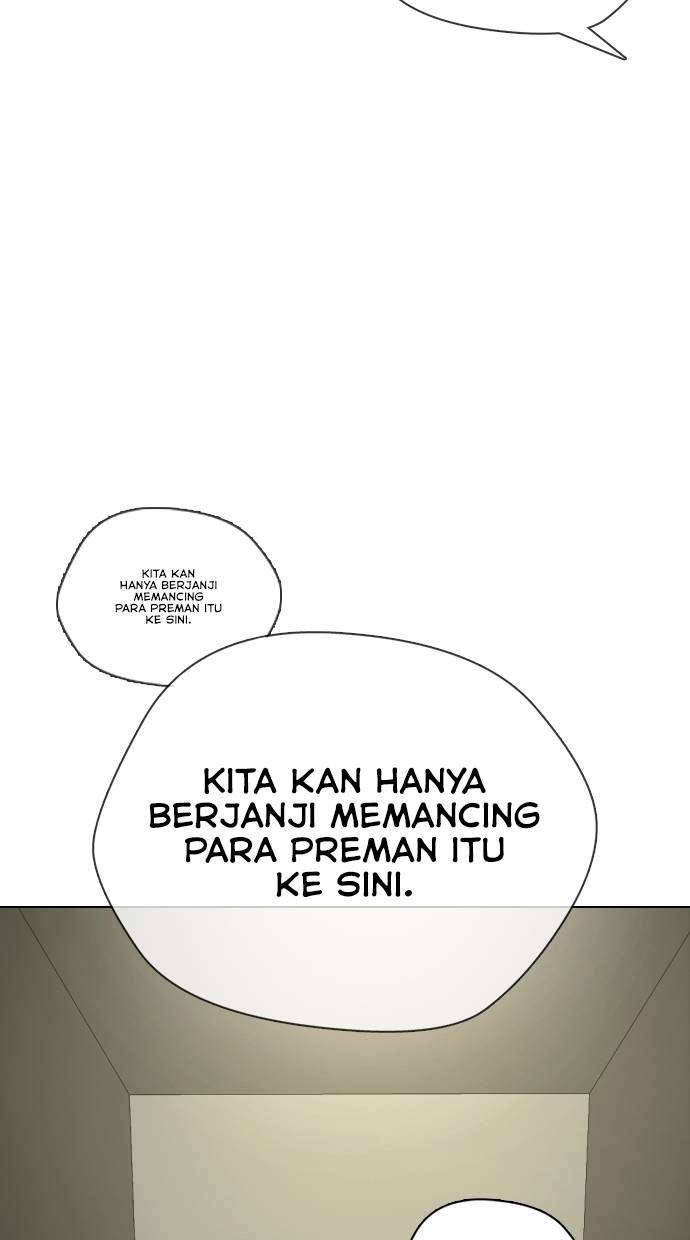 KITA KAN
HANYA BERJANJI
MEMANCING
PARA PREMAN ITU
KE SINI.
KITA KAN HANYA
BERJANJI MEMANCING
PARA PREMAN ITU
KE SINI.